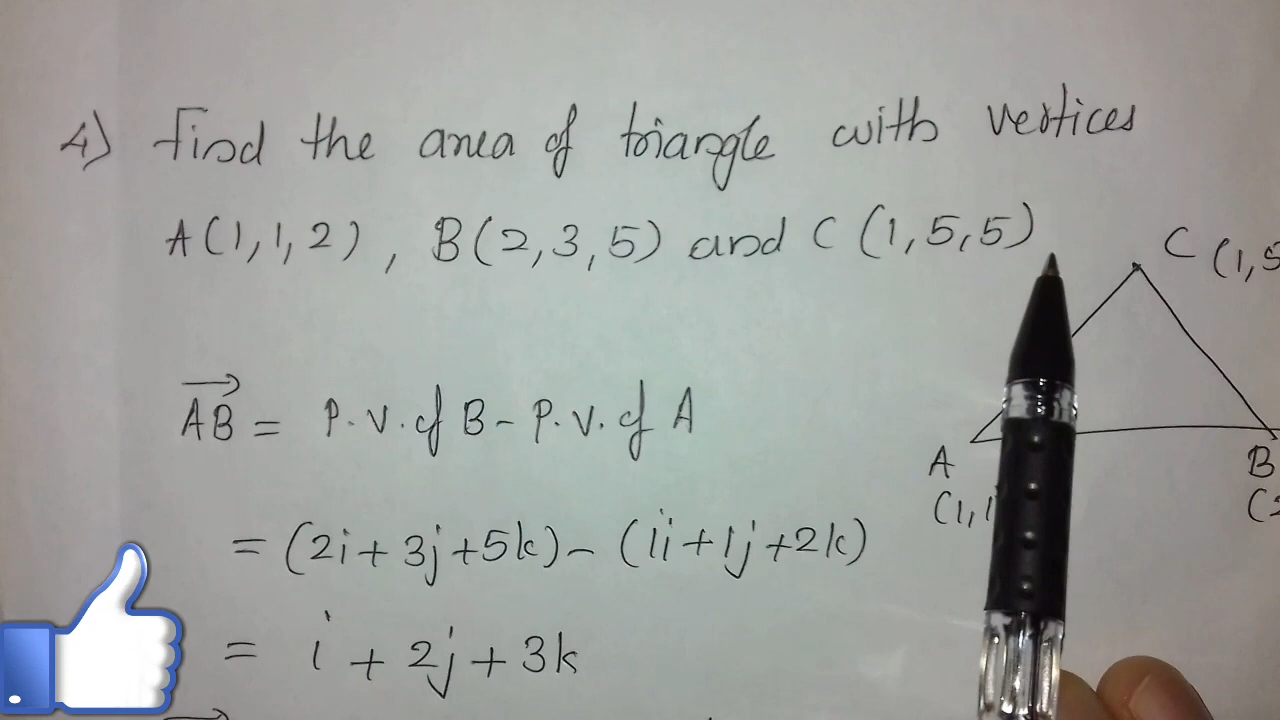 4) Find the area of triangle with vertices
A(1,1,2), B(2,3,5) and C(1,5,5)
C (1,5
AB = P.V. of B - P.V. of A
A
B
(1,1
(2
= (2i + 3j + 5k) - (1i + 1j + 2k)
= i + 2j + 3k